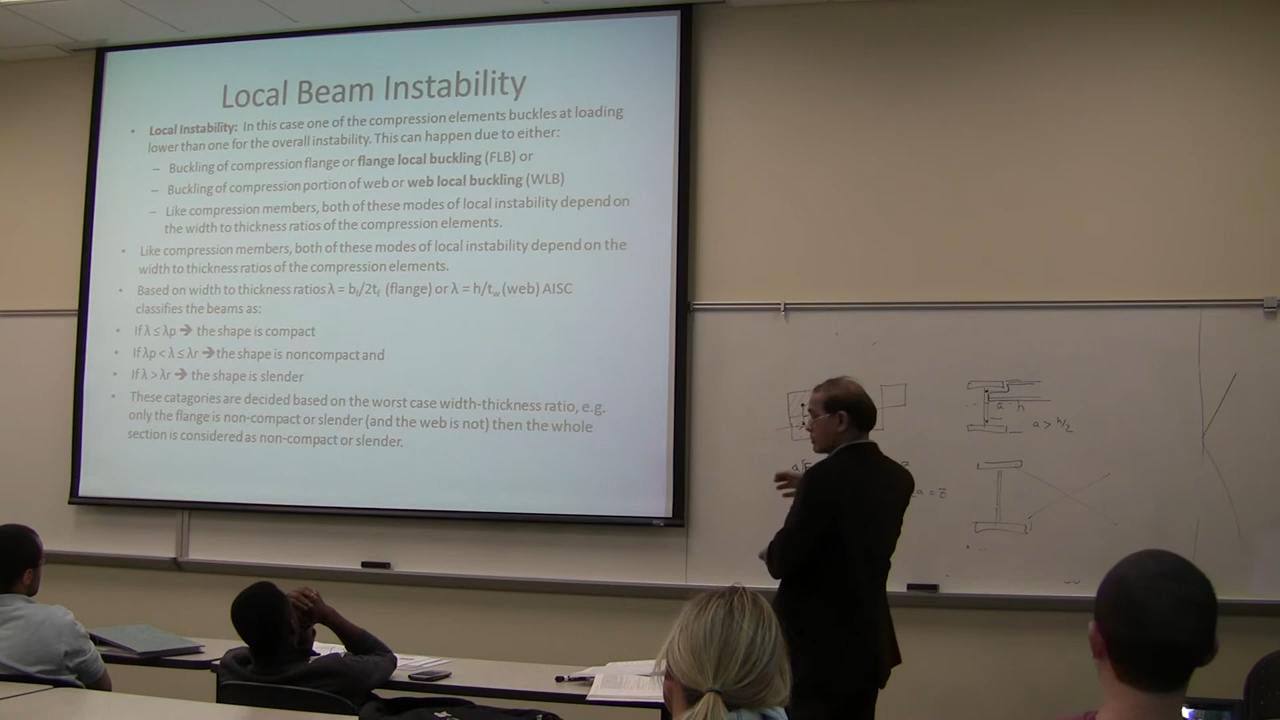 Local Beam Instability
• Local Instability: In this case one of the compression elements buckles at loading
lower than one for the overall instability. This can happen due to either:
– Buckling of compression flange or flange local buckling (FLB) or
– Buckling of compression portion of web or web local buckling (WLB)
– Like compression members, both of these modes of local instability depend on
the width to thickness ratios of the compression elements.
• Like compression members, both of these modes of local instability depend on the
width to thickness ratios of the compression elements.
• Based on width to thickness ratios λ = bf/2tf (flange) or λ = h/tw (web) AISC
classifies the beams as:
• If λ ≤ λp ➔ the shape is compact
• If λp < λ ≤ λr ➔the shape is noncompact and
• If λ > λr ➔ the shape is slender
• These catagories are decided based on the worst case width-thickness ratio, e.g.
only the flange is non-compact or slender (and the web is not) then the whole
section is considered as non-compact or slender.
a h
a > h/2
a =